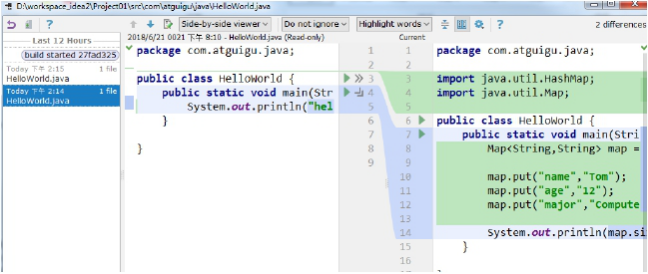 D:\workspace_idea2\Project01\src\com\atguigu\java\HelloWorld.java
Side-by-side viewer Do not ignore Highlight words ? 2 differences
Last 12 Hours
build started 27fad325
Today 下午 2:15 1 file
HelloWorld.java
Today 下午 2:14 1 file
HelloWorld.java
2018/6/21 0021 下午 8:10 - HelloWorld.java (Read-only)
package com.atguigu.java;
public class HelloWorld {
public static void main(Str
System.out.println("hel
}
}
1
2
3
4
5
6
7
8
9
Current
1 package com.atguigu.java;
2
3 import java.util.HashMap;
4 import java.util.Map;
5
6 public class HelloWorld {
7 public static void main(Stri
8 Map<String,String> map =
9
10 map.put("name","Tom");
11 map.put("age","12");
12 map.put("major","Compute
13
14 System.out.println(map.si
15 }
16